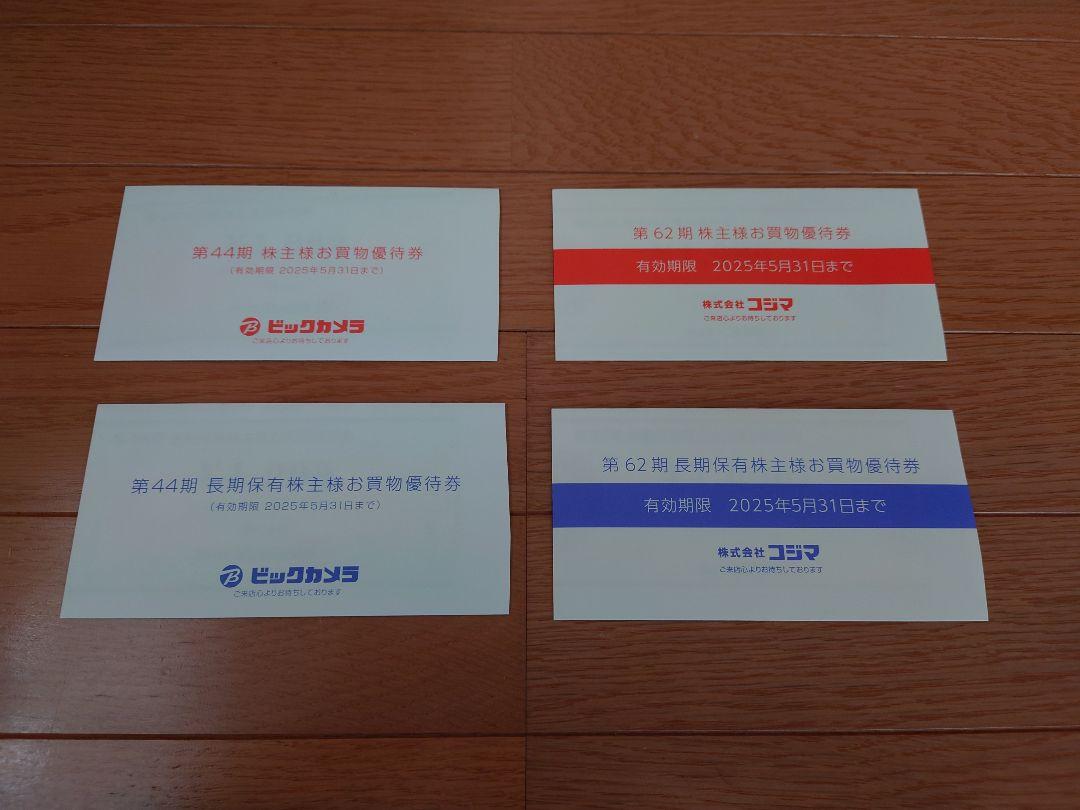 第44期 株主様お買物優待券
(有効期限 2025年5月31日まで)
ビックカメラ
ご来店心よりお待ちしております
第62期 株主様お買物優待券
有効期限 2025年5月31日まで
株式会社 コジマ
ご来店心よりお待ちしております
第44期 長期保有株主様お買物優待券
(有効期限 2025年5月31日まで)
ビックカメラ
ご来店心よりお待ちしております
第62期 長期保有株主様お買物優待券
有効期限 2025年5月31日まで
株式会社 コジマ
ご来店心よりお待ちしております